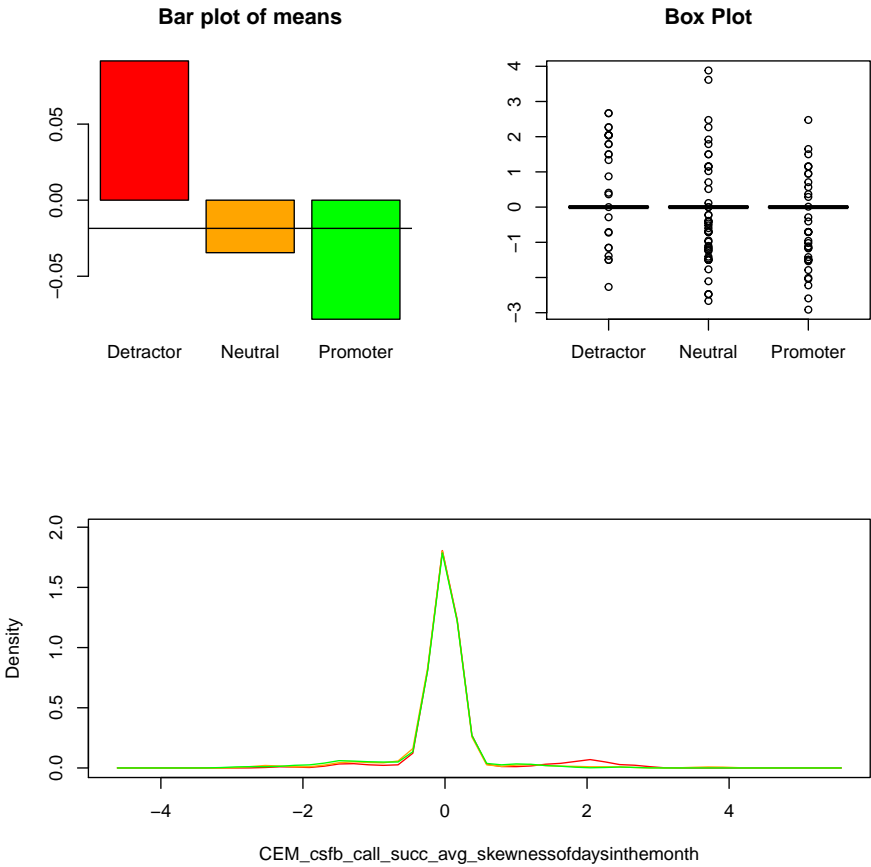 Bar plot of means
0.05
0.00
−0.05
Detractor Neutral Promoter
Box Plot
4
3
2
1
0
−1
−3
Detractor Neutral Promoter
2.0
1.5
1.0
0.5
0.0
Density
−4 −2 0 2 4
CEM_csfb_call_succ_avg_skewnessofdaysinthemonth